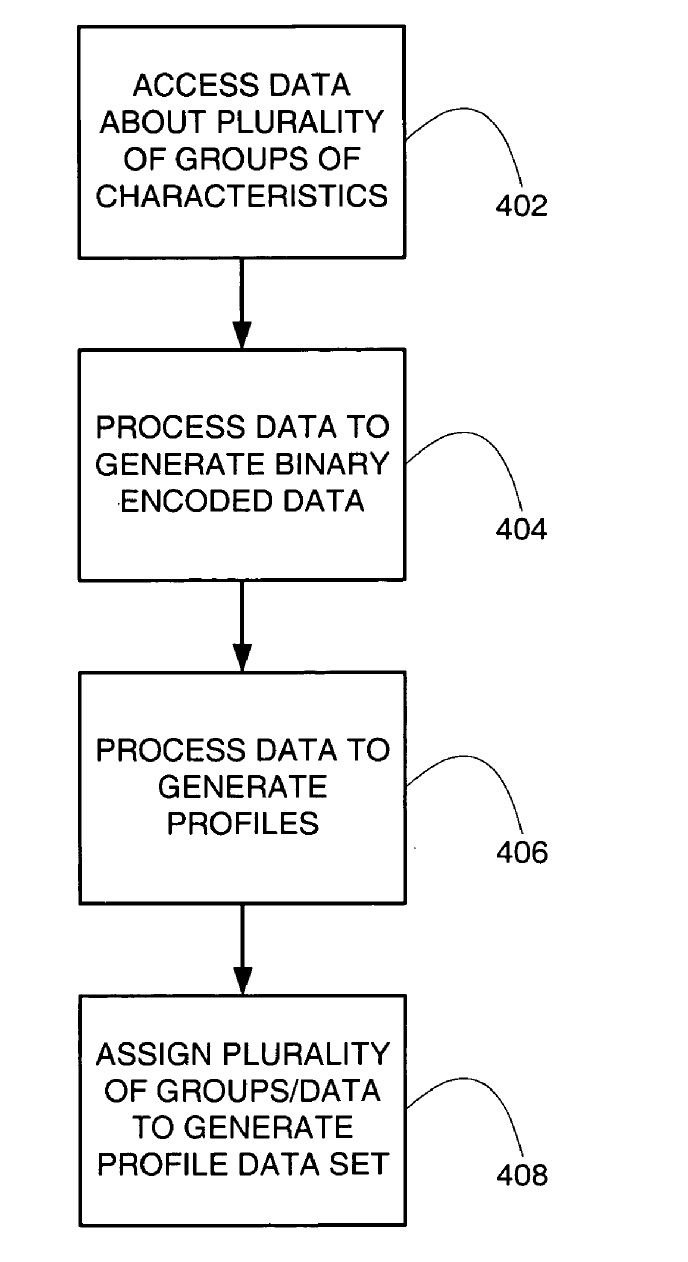 ACCESS DATA
ABOUT PLURALITY
OF GROUPS OF
CHARACTERISTICS
402
PROCESS DATA TO
GENERATE BINARY
ENCODED DATA
404
PROCESS DATA TO
GENERATE
PROFILES
406
ASSIGN PLURALITY
OF GROUPS/DATA
TO GENERATE
PROFILE DATA SET
408